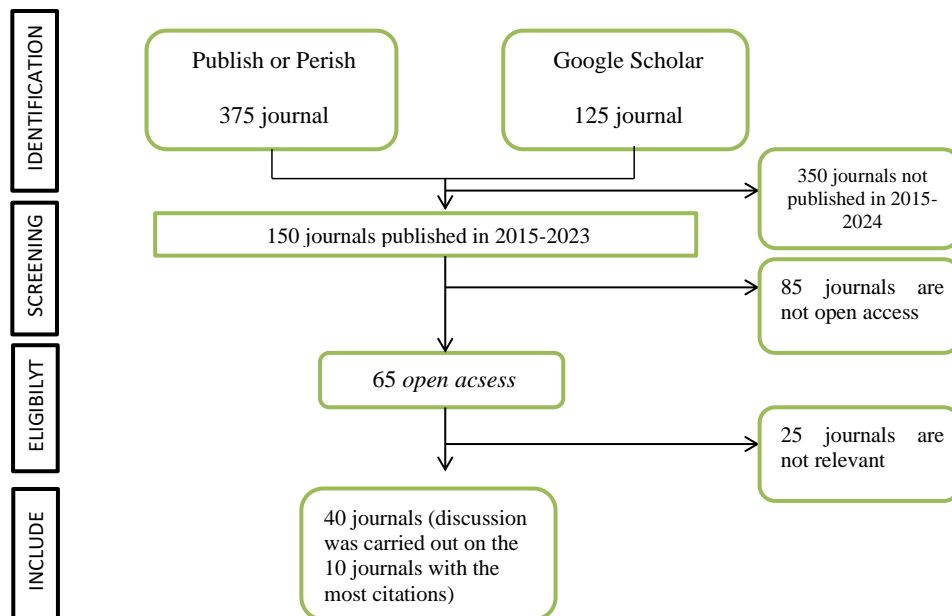 IDENTIFICATION
Publish or Perish
375 journal
Google Scholar
125 journal
350 journals not
published in 2015-
2024
SCREENING
150 journals published in 2015-2023
85 journals are
not open access
ELIGIBILYT
65 open acsess
25 journals are
not relevant
INCLUDE
40 journals (discussion
was carried out on the
10 journals with the
most citations)